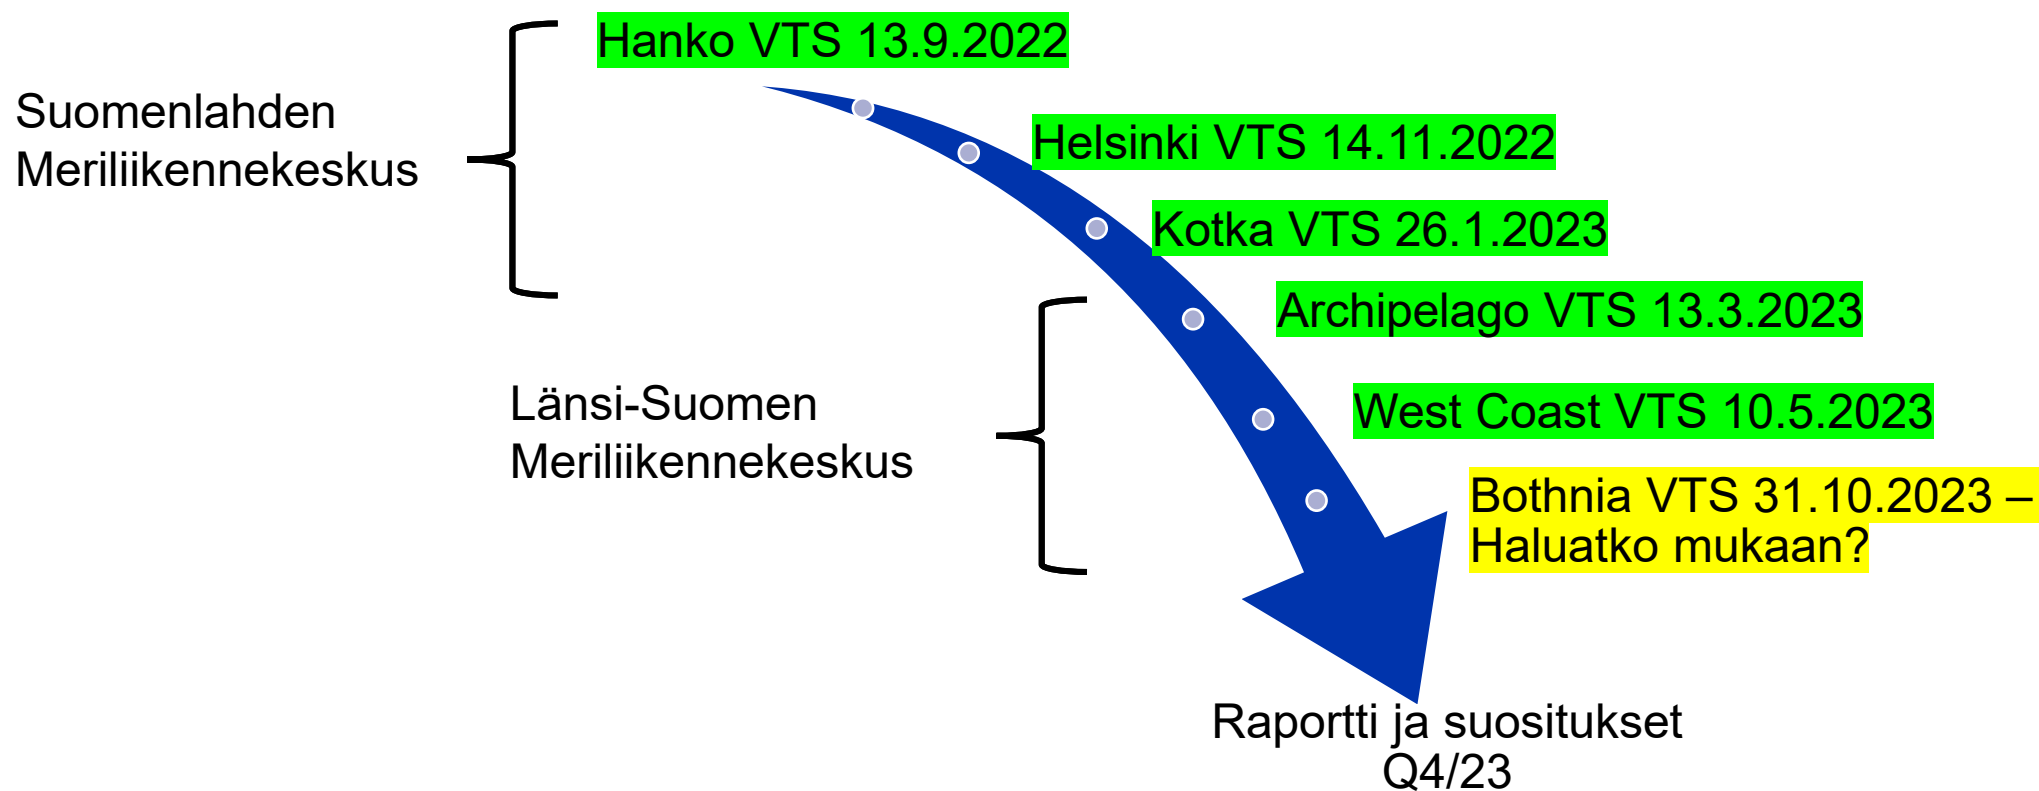 Hanko VTS 13.9.2022
Suomenlahden
Meriliikennekeskus
Helsinki VTS 14.11.2022
Kotka VTS 26.1.2023
Archipelago VTS 13.3.2023
Länsi-Suomen
Meriliikennekeskus
West Coast VTS 10.5.2023
Bothnia VTS 31.10.2023 –
Haluatko mukaan?
Raportti ja suositukset
Q4/23